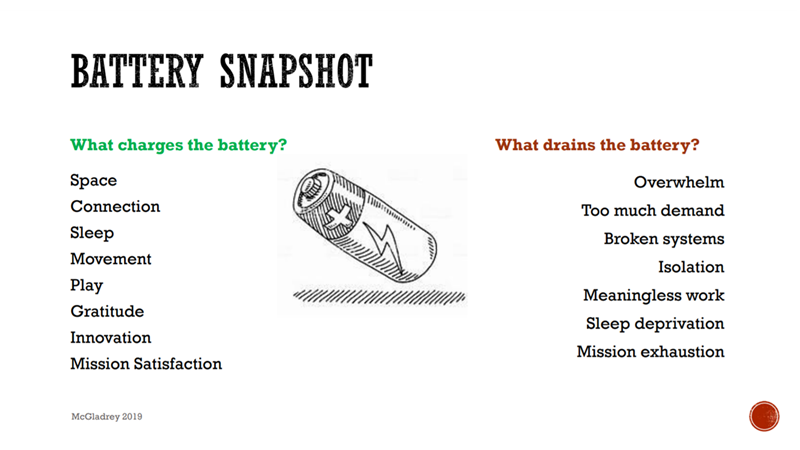 BATTERY SNAPSHOT
What charges the battery?
Space
Connection
Sleep
Movement
Play
Gratitude
Innovation
Mission Satisfaction
What drains the battery?
Overwhelm
Too much demand
Broken systems
Isolation
Meaningless work
Sleep deprivation
Mission exhaustion
McGladrey 2019